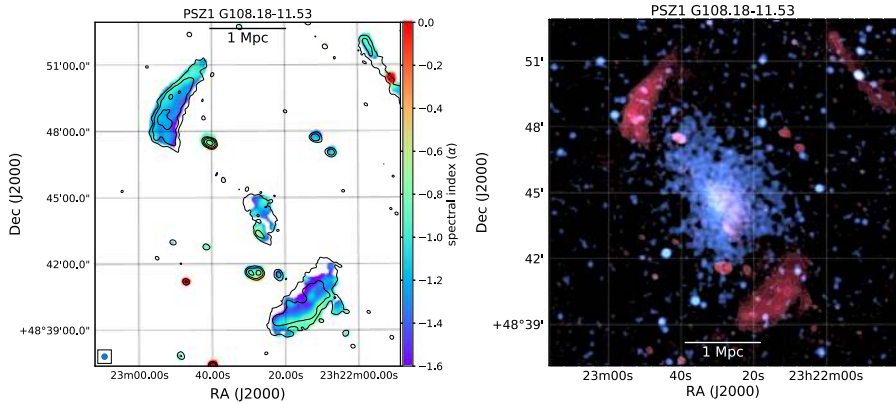 PSZ1 G108.18-11.53
1 Mpc
51'00.0"
48'00.0"
45'00.0"
42'00.0"
+48°39'00.0"
Dec (J2000)
23m00.00s 40.00s 20.00s 23h22m00.00s
RA (J2000)
0.0
−0.2
−0.4
−0.6
−0.8
−1.0
−1.2
−1.4
−1.6
spectral index (α)
PSZ1 G108.18-11.53
51'
48'
45'
42'
+48°39'
Dec (J2000)
1 Mpc
23m00s 40s 20s 23h22m00s
RA (J2000)